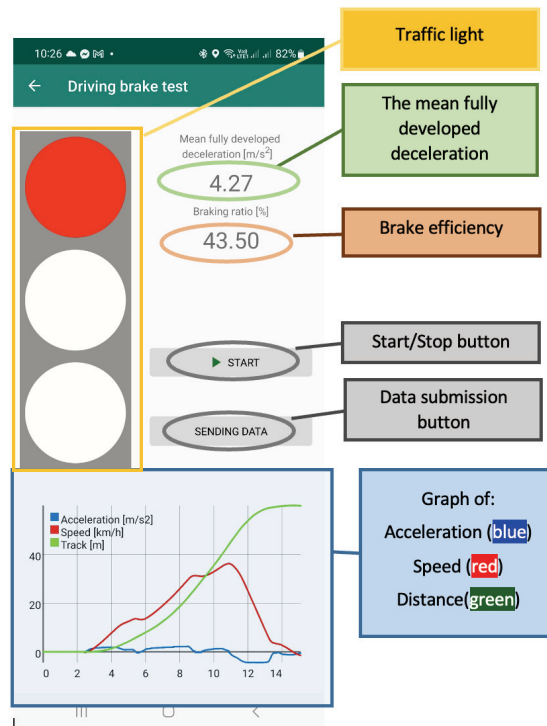 10:26
82%
Driving brake test
Mean fully developed
deceleration [m/s²]
4.27
Braking ratio [%]
43.50
START
SENDING DATA
Acceleration [m/s2]
Speed [km/h]
Track [m]
40
20
0
0 2 4 6 8 10 12 14
Traffic light
The mean fully
developed
deceleration
Brake efficiency
Start/Stop button
Data submission
button
Graph of:
Acceleration (blue)
Speed (red)
Distance(green)